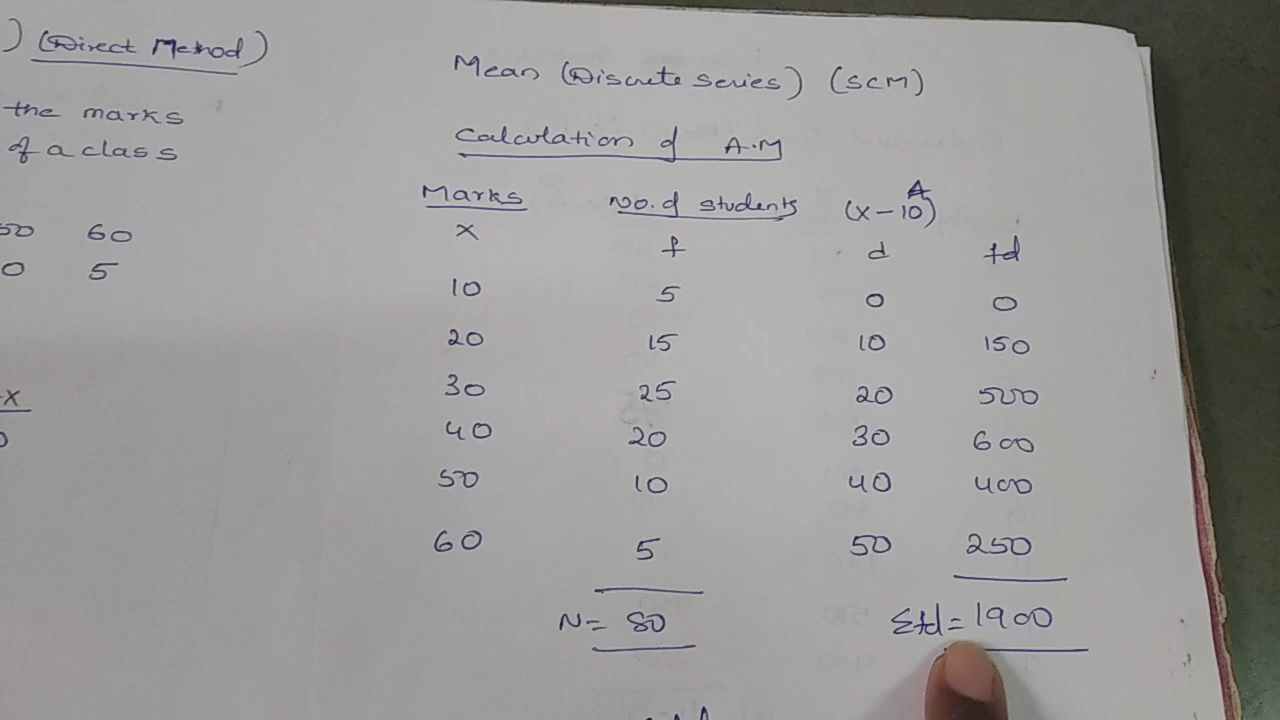 ) (Direct Method)
the marks
of a class
50 60
0 5
x
Mean (Discrete series) (SCM)
Calculation of A.M
Marks No. of students (x-10) A
x f d fd
10 5 0 0
20 15 10 150
30 25 20 500
40 20 30 600
50 10 40 400
60 5 50 250
N= 80 Σfd= 1900